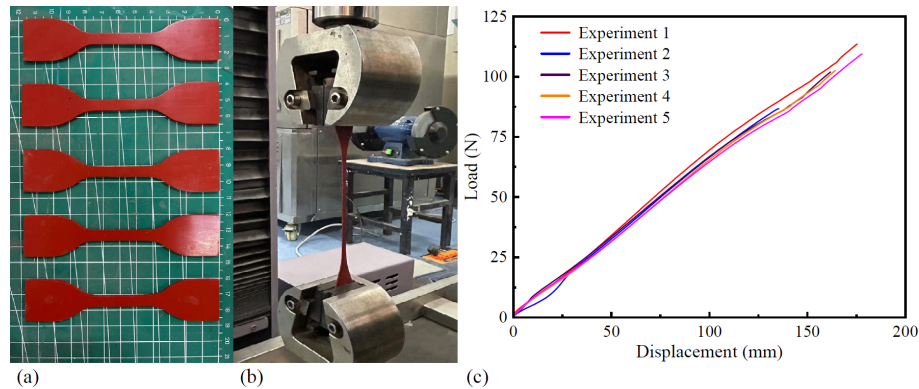 125
100
75
50
25
0
0
50
100
150
200
Load (N)
Displacement (mm)
Experiment 1
Experiment 2
Experiment 3
Experiment 4
Experiment 5
(a)
(b)
(c)